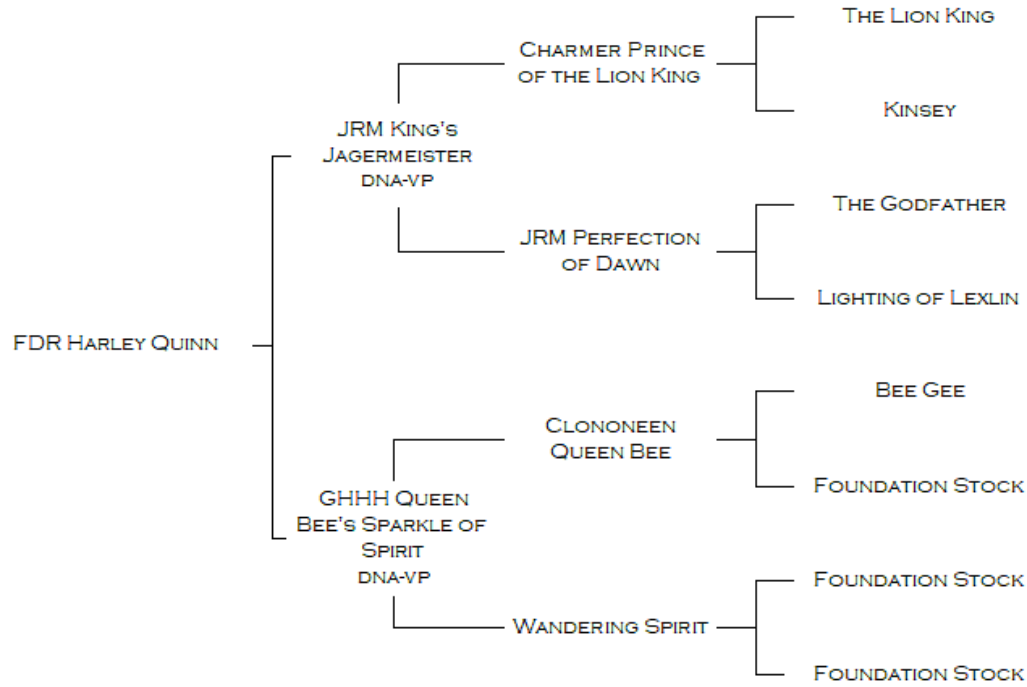 The Lion King
Charmer Prince
of the Lion King
Kinsey
JRM King's
Jagermeister
DNA-VP
The Godfather
JRM Perfection
of Dawn
Lighting of Lexlin
FDR Harley Quinn
Bee Gee
Clononeen
Queen Bee
Foundation Stock
GHHH Queen
Bee's Sparkle of
Spirit
DNA-VP
Foundation Stock
Wandering Spirit
Foundation Stock